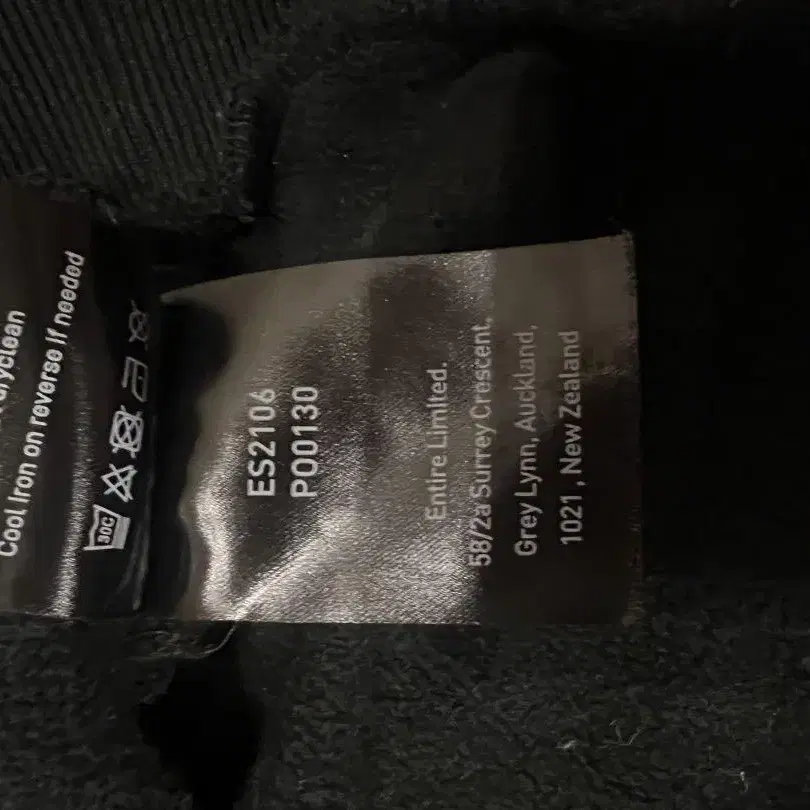 Cool Iron on reverse if needed
30C
ES2106
P00130
Entire Limited.
58/2a Surrey Crescent,
Grey Lynn, Auckland,
1021, New Zealand